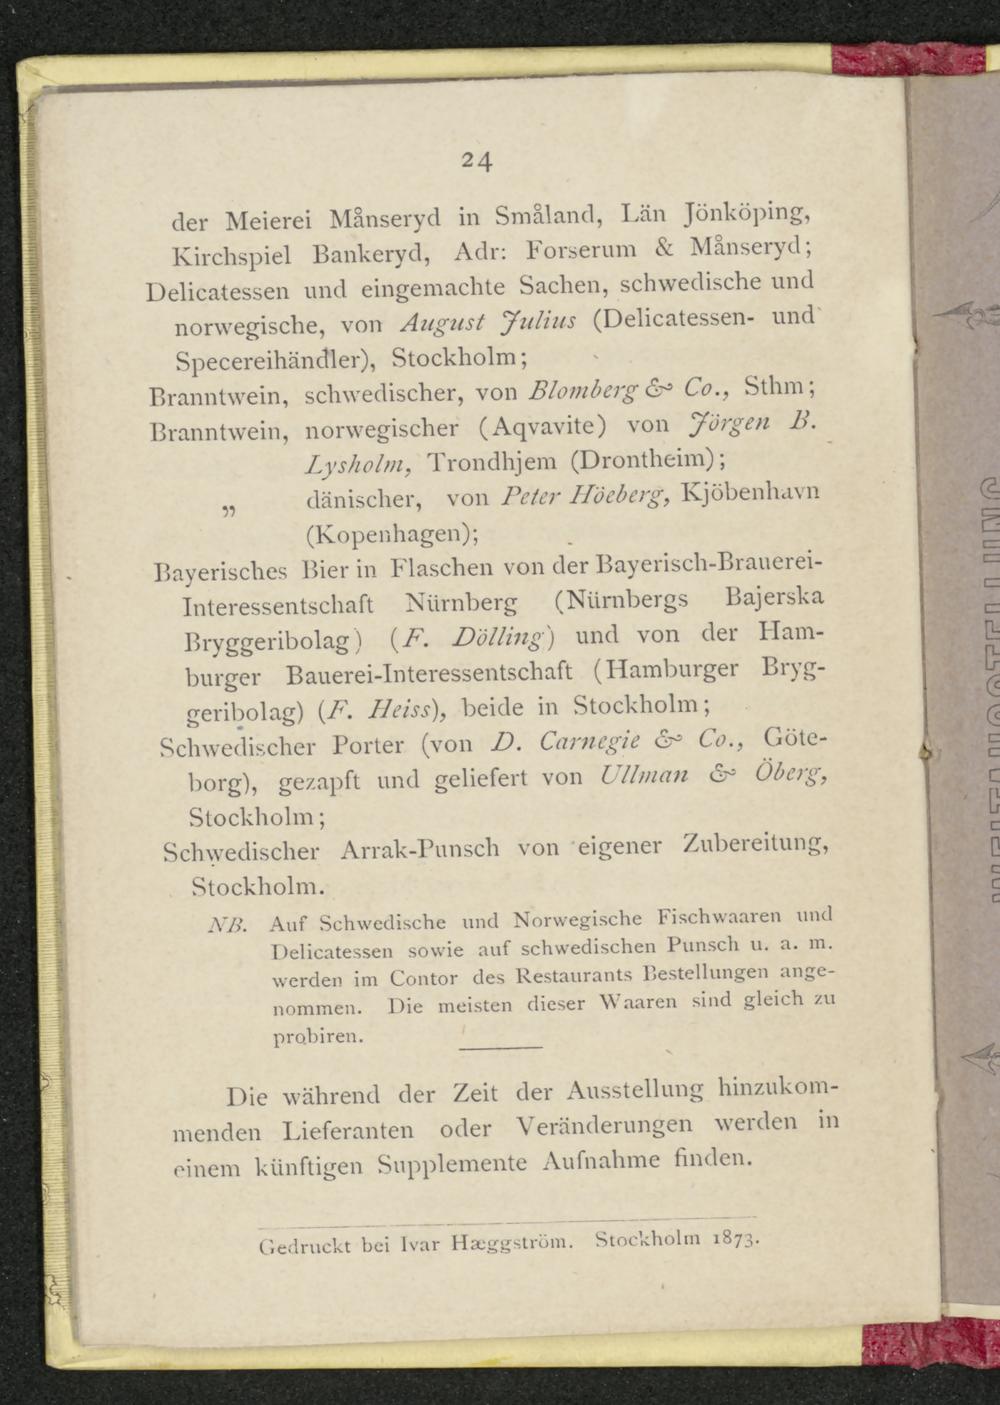 24
der Meierei Månseryd in Småland, Län Jönköping,
Kirchspiel Bankeryd, Adr: Forserum & Månseryd;
Delicatessen und eingemachte Sachen, schwedische und
norwegische, von August Julius (Delicatessen- und
Specereihändler), Stockholm;
Branntwein, schwedischer, von Blomberg & Co., Sthm;
Branntwein, norwegischer (Aqvavite) von Jörgen B.
Lysholm, Trondhjem (Drontheim);
„ dänischer, von Peter Höeberg, Kjöbenhavn
(Kopenhagen);
Bayerisches Bier in Flaschen von der Bayerisch-Brauerei-
Interessentschaft Nürnberg (Nürnbergs Bajerska
Bryggeribolag) (F. Dölling) und von der Ham-
burger Bauerei-Interessentschaft (Hamburger Bryg-
geribolag) (F. Heiss), beide in Stockholm;
Schwedischer Porter (von D. Carnegie & Co., Göte-
borg), gezapft und geliefert von Ullman & Öberg,
Stockholm;
Schwedischer Arrak-Punsch von eigener Zubereitung,
Stockholm.
NB. Auf Schwedische und Norwegische Fischwaaren und
Delicatessen sowie auf schwedischen Punsch u. a. m.
werden im Contor des Restaurants Bestellungen ange-
nommen. Die meisten dieser Waaren sind gleich zu
probiren.
Die während der Zeit der Ausstellung hinzukom-
menden Lieferanten oder Veränderungen werden in
einem künftigen Supplemente Aufnahme finden.
Gedruckt bei Ivar Hæggström. Stockholm 1873.